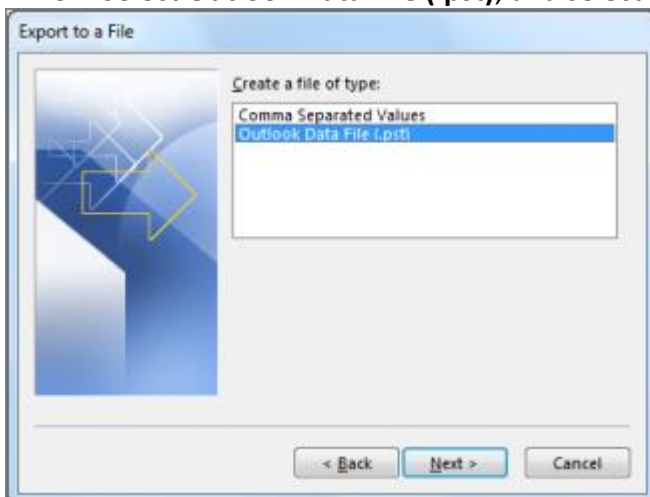 Export to a File
Create a file of type:
Comma Separated Values
Outlook Data File (.pst)
< Back
Next >
Cancel